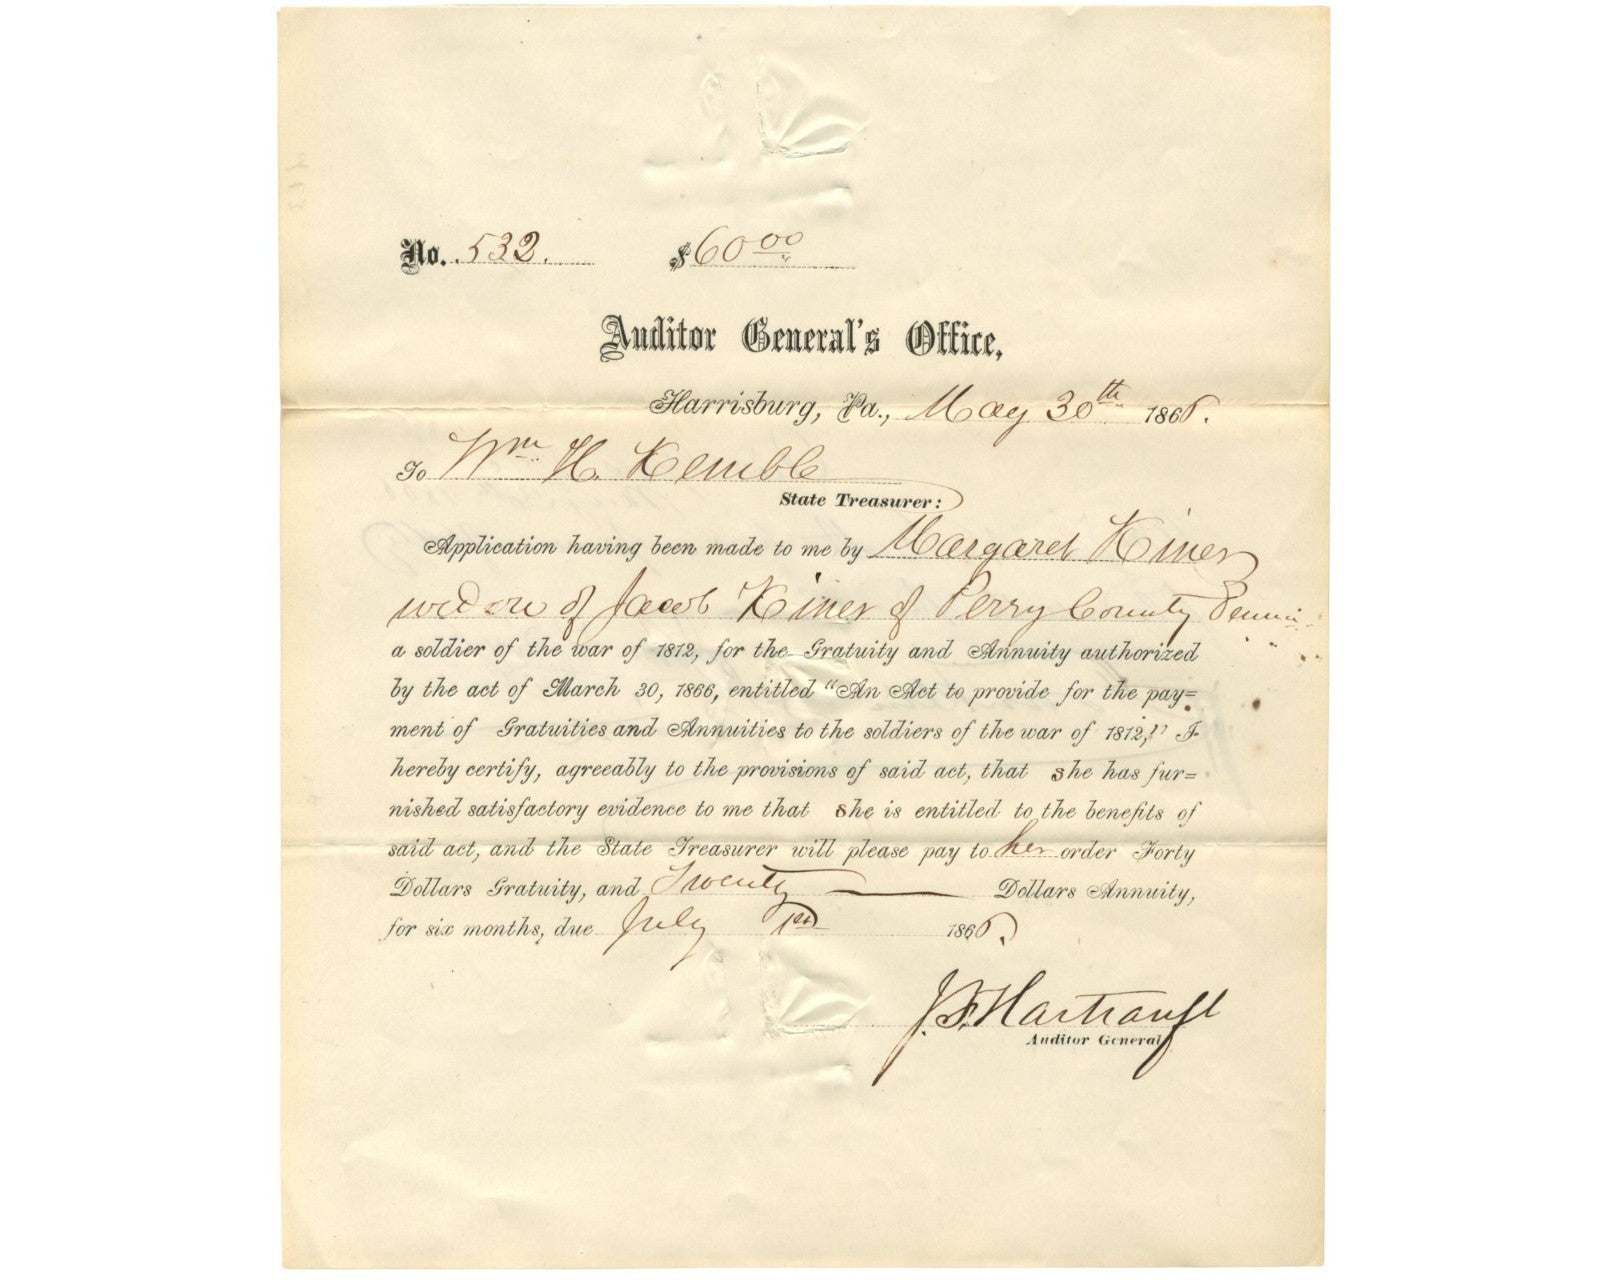 No. 532. $60 00
Auditor General's Office,
Harrisburg, Pa., May 30th 1866.
To Wm H. Kemble
State Treasurer:
Application having been made to me by Margaret Kiner
widow of Jacob Kiner of Perry County Penna
a soldier of the war of 1812, for the Gratuity and Annuity authorized
by the act of March 30, 1866, entitled "An Act to provide for the pay=
ment of Gratuities and Annuities to the soldiers of the war of 1812," I
hereby certify, agreeably to the provisions of said act, that she has fur=
nished satisfactory evidence to me that she is entitled to the benefits of
said act, and the State Treasurer will please pay to her order Forty
Dollars Gratuity, and Twenty Dollars Annuity,
for six months, due July 1st 1866.
J. F. Hartranft
Auditor General